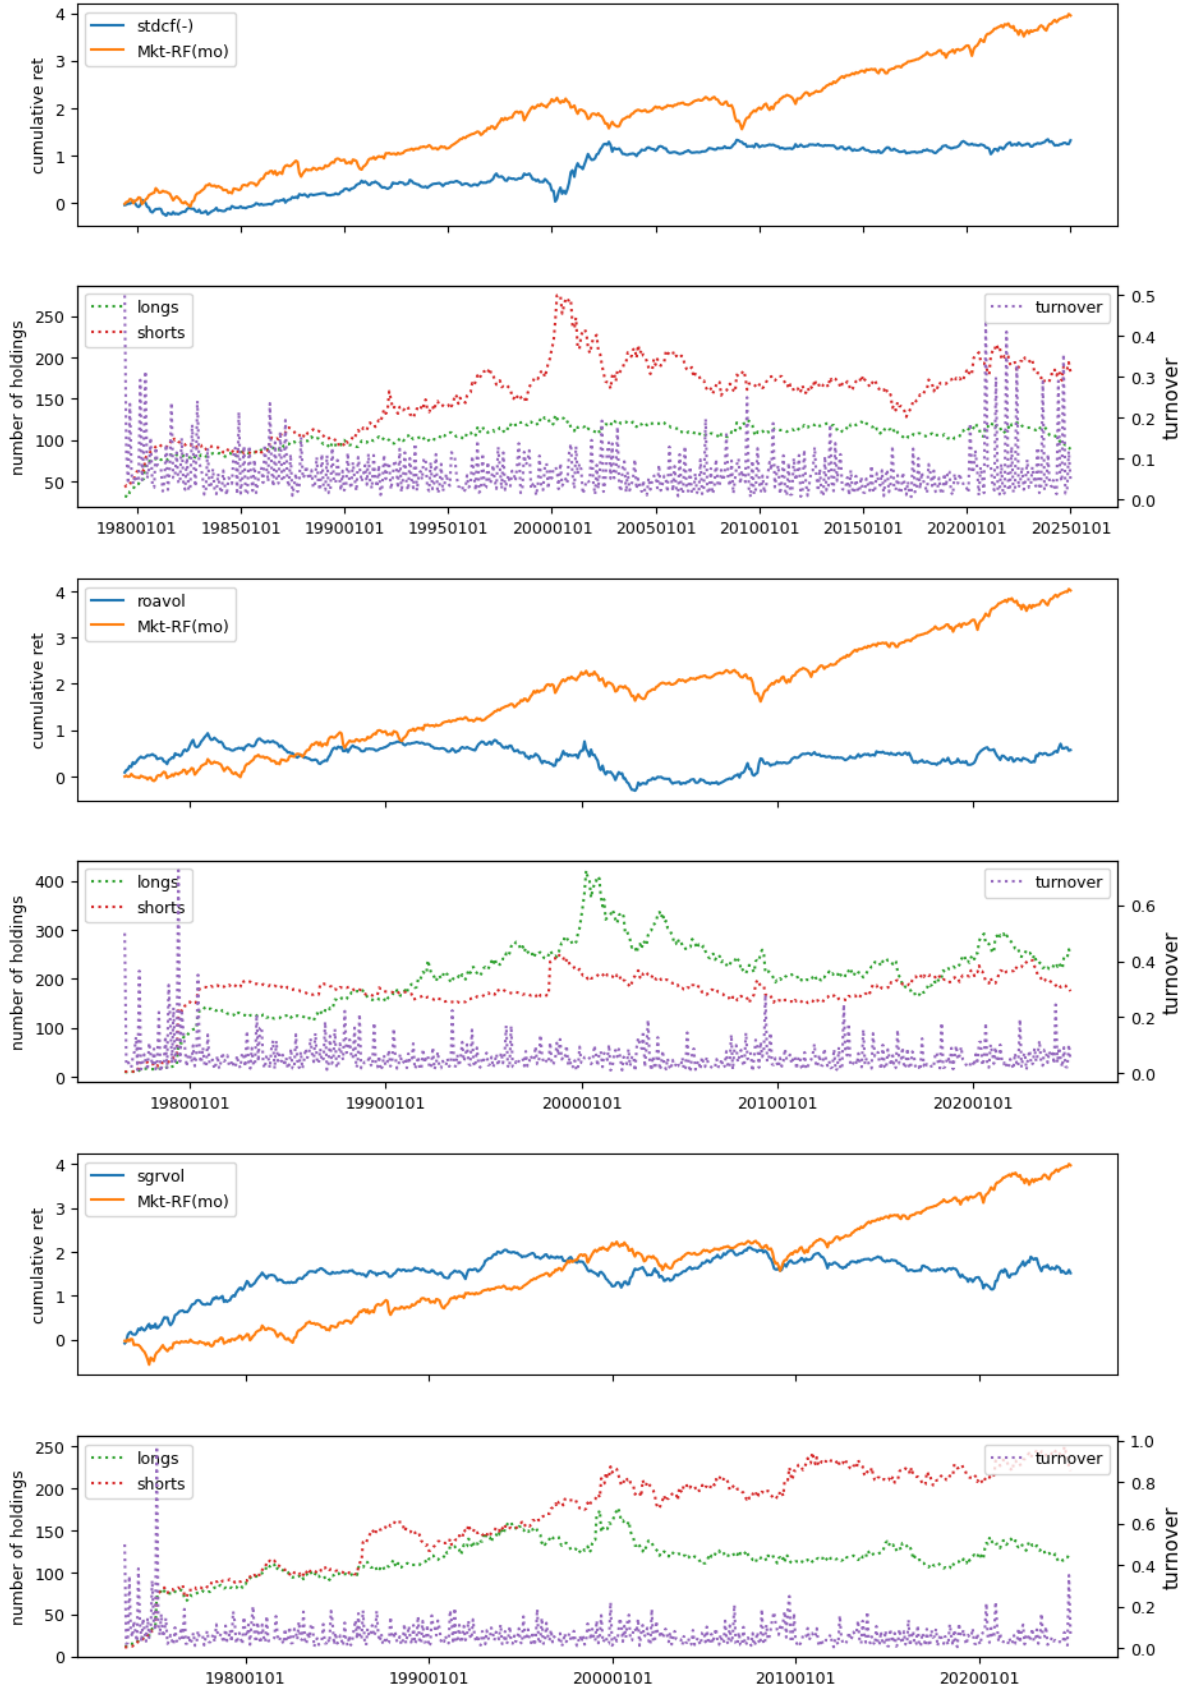 stdcf(-)
Mkt-RF(mo)
cumulative ret
4
3
2
1
0
longs
shorts
turnover
number of holdings
250
200
150
100
50
0.5
0.4
0.3
0.2
0.1
0.0
turnover
19800101 19850101 19900101 19950101 20000101 20050101 20100101 20150101 20200101 20250101
roavol
Mkt-RF(mo)
cumulative ret
4
3
2
1
0
longs
shorts
turnover
number of holdings
400
300
200
100
0
0.6
0.4
0.2
0.0
turnover
19800101 19900101 20000101 20100101 20200101
sgrvol
Mkt-RF(mo)
cumulative ret
4
3
2
1
0
longs
shorts
turnover
number of holdings
250
200
150
100
50
0
1.0
0.8
0.6
0.4
0.2
0.0
turnover
19800101 19900101 20000101 20100101 20200101